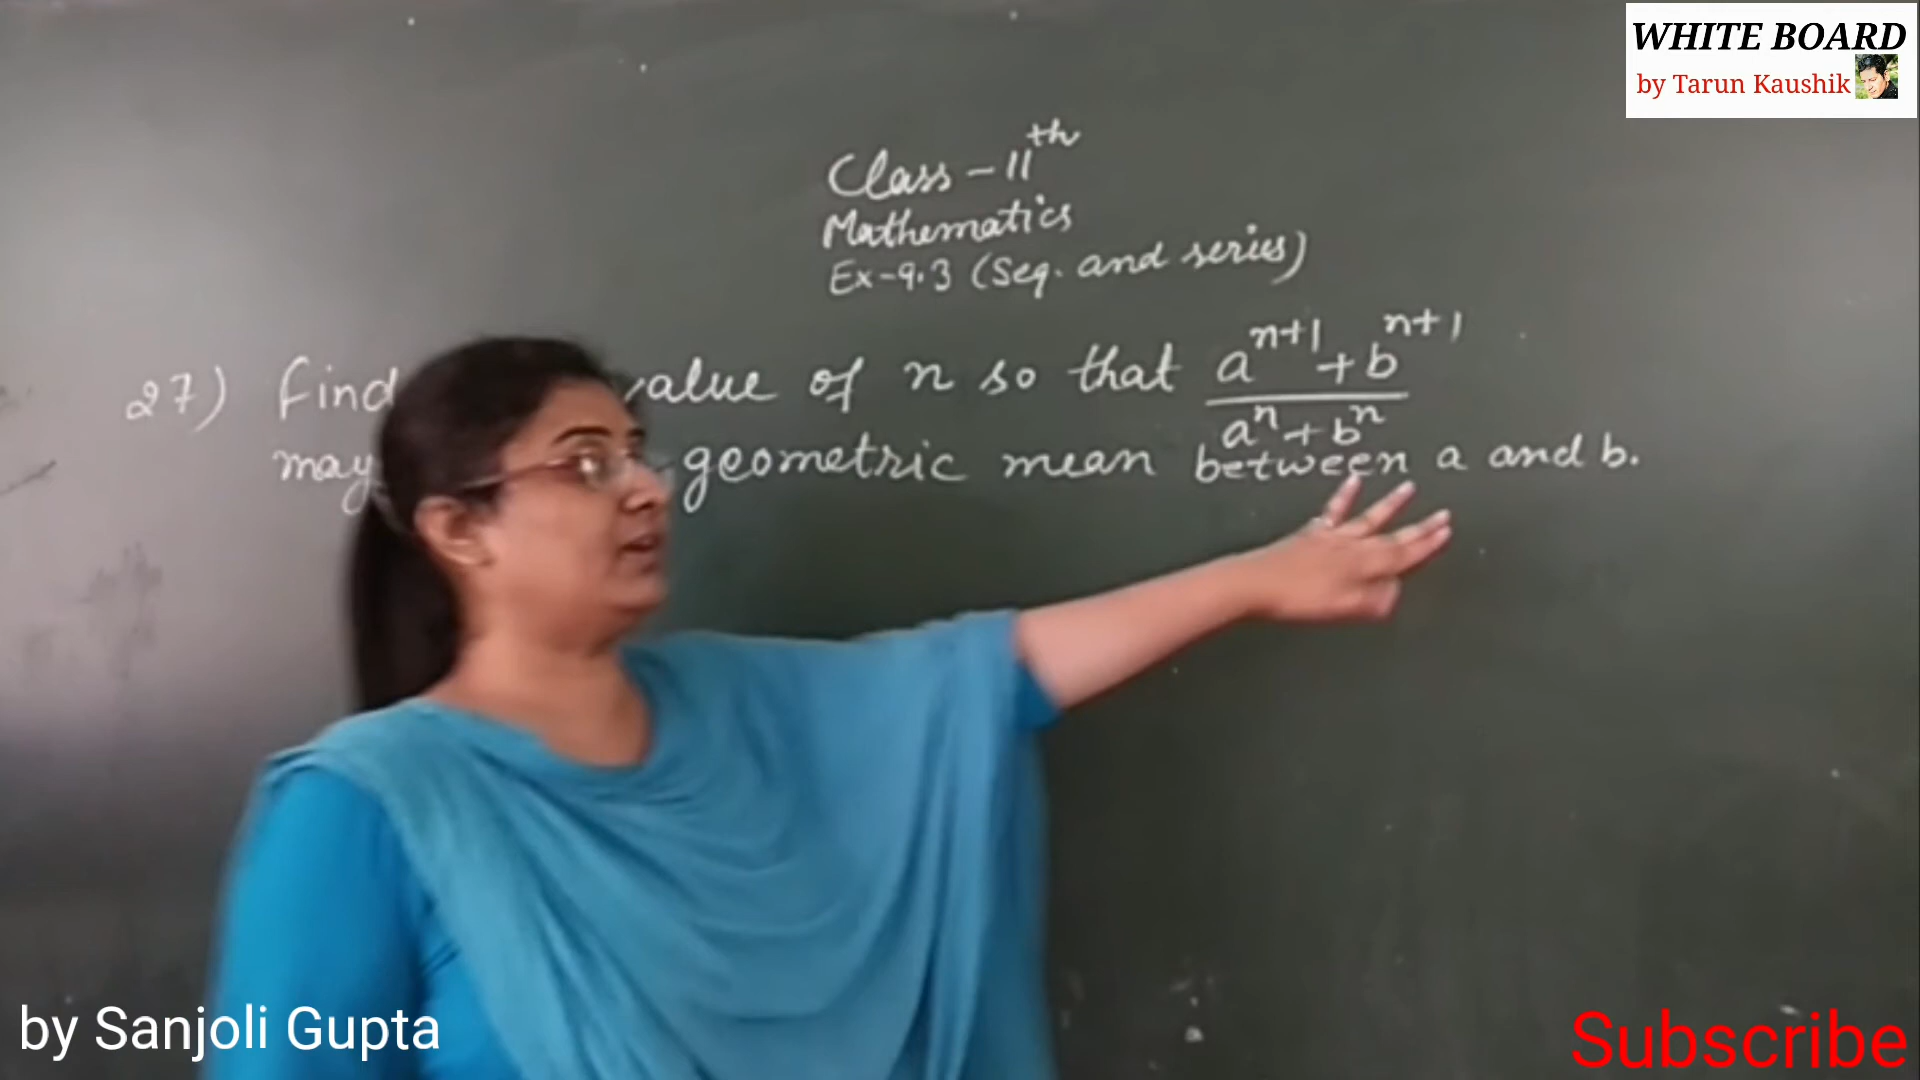 WHITE BOARD
by Tarun Kaushik
Class - 11th
Mathematics
Ex-9.3 (Seq. and series)
27) Find value of n so that a^{n+1} + b^{n+1} / a^n + b^n
may geometric mean between a and b.
by Sanjoli Gupta
Subscribe